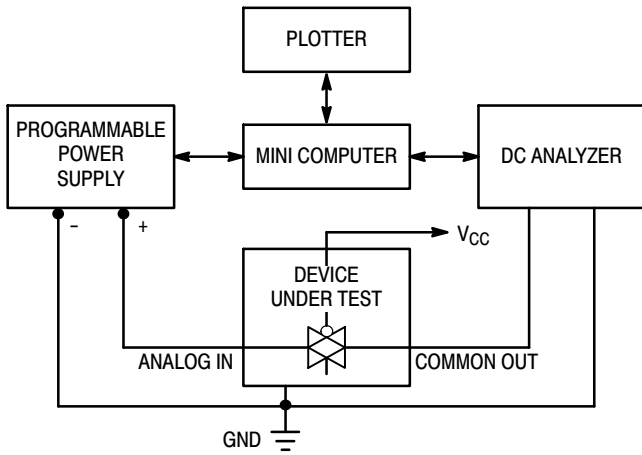 PLOTTER
PROGRAMMABLE
POWER
SUPPLY
MINI COMPUTER
DC ANALYZER
-
+
VCC
DEVICE
UNDER TEST
ANALOG IN
COMMON OUT
GND